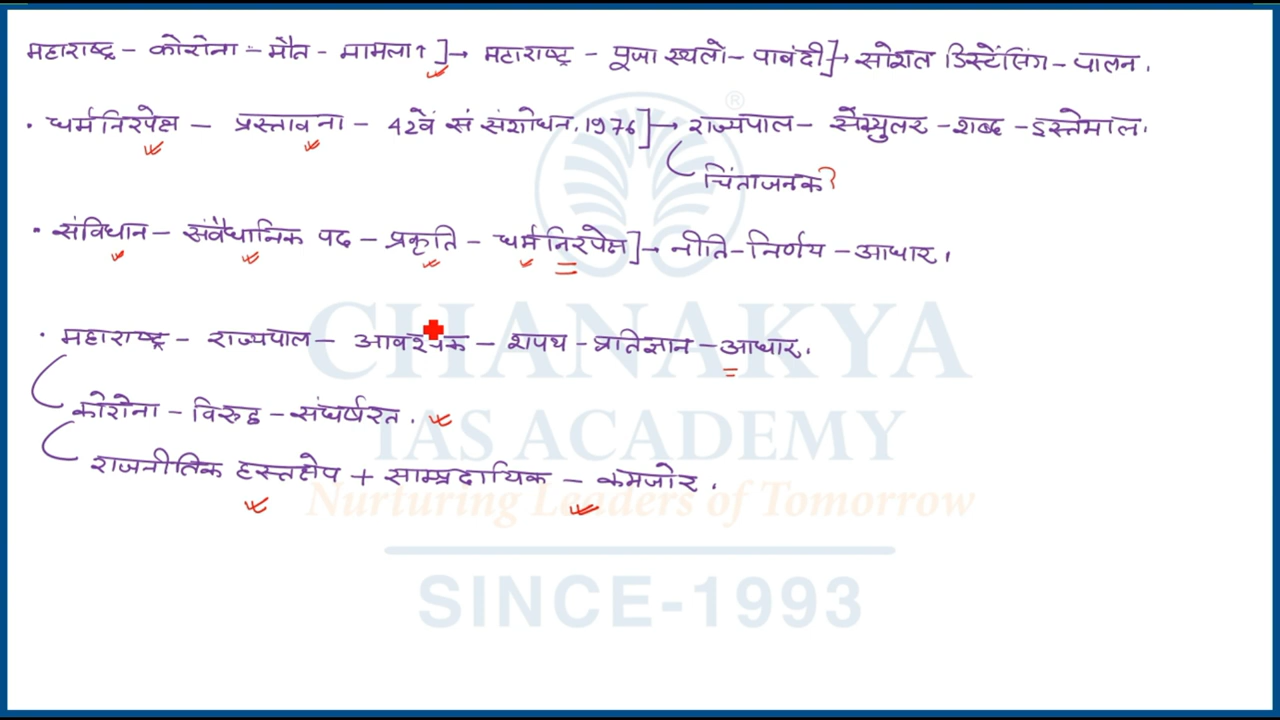 महाराष्ट्र – कोरोना – मौत – मामला↑ ]→ महाराष्ट्र – पूजा स्थलो – पाबंदी ]→ सोशल डिस्टेंसिंग – पालन.
• धर्मनिरपेक्ष – प्रस्तावना – 42वें सं संशोधन, 1976 ]→ राज्यपाल – सेक्युलर – शब्द – इस्तेमाल.
चिंताजनक?
• संविधान – संवैधानिक पद – प्रकृति – धर्मनिरपेक्ष ]→ नीति – निर्णय – आधार.
• महाराष्ट्र – राज्यपाल – आवश्यक – शपथ – प्रतिज्ञान – आधार.
कोरोना – विरुद्ध – संघर्षरत.
राजनीतिक हस्तक्षेप + साम्प्रदायिक – कमजोर.
CHANAKYA
IAS ACADEMY
Nurturing Leaders of Tomorrow
SINCE-1993